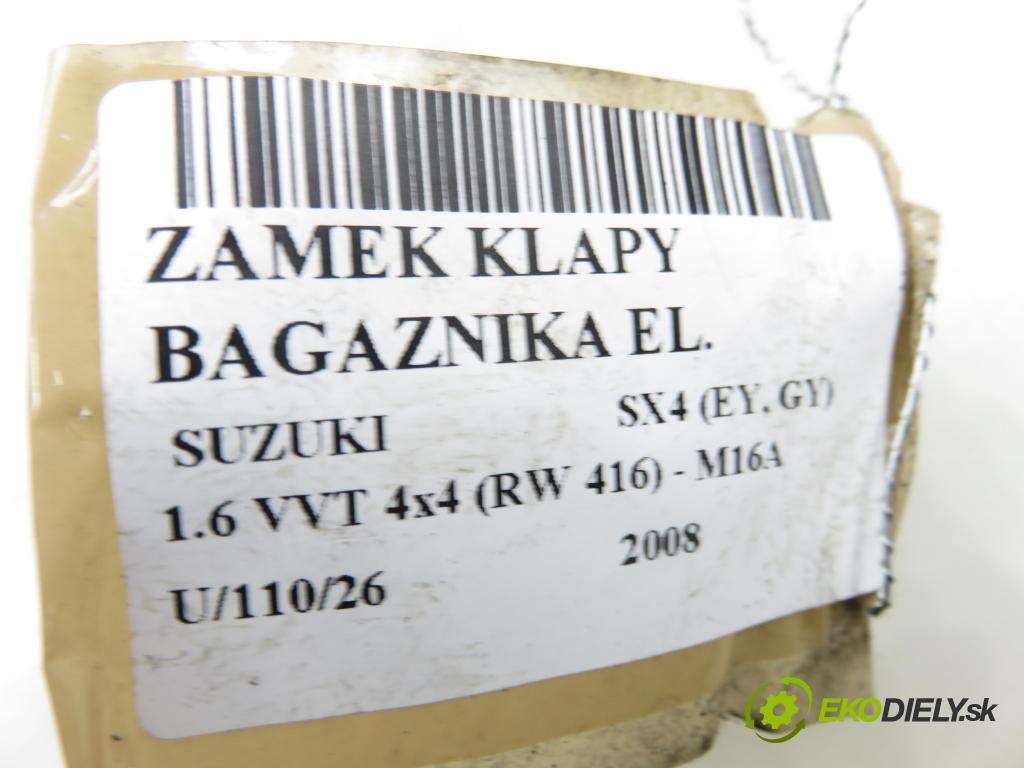 ZAMEK KLAPY
BAGAZNIKA EL.
SUZUKI SX4 (EY, GY)
1.6 VVT 4x4 (RW 416) - M16A
U/110/26 2008
EKODIELY.sk